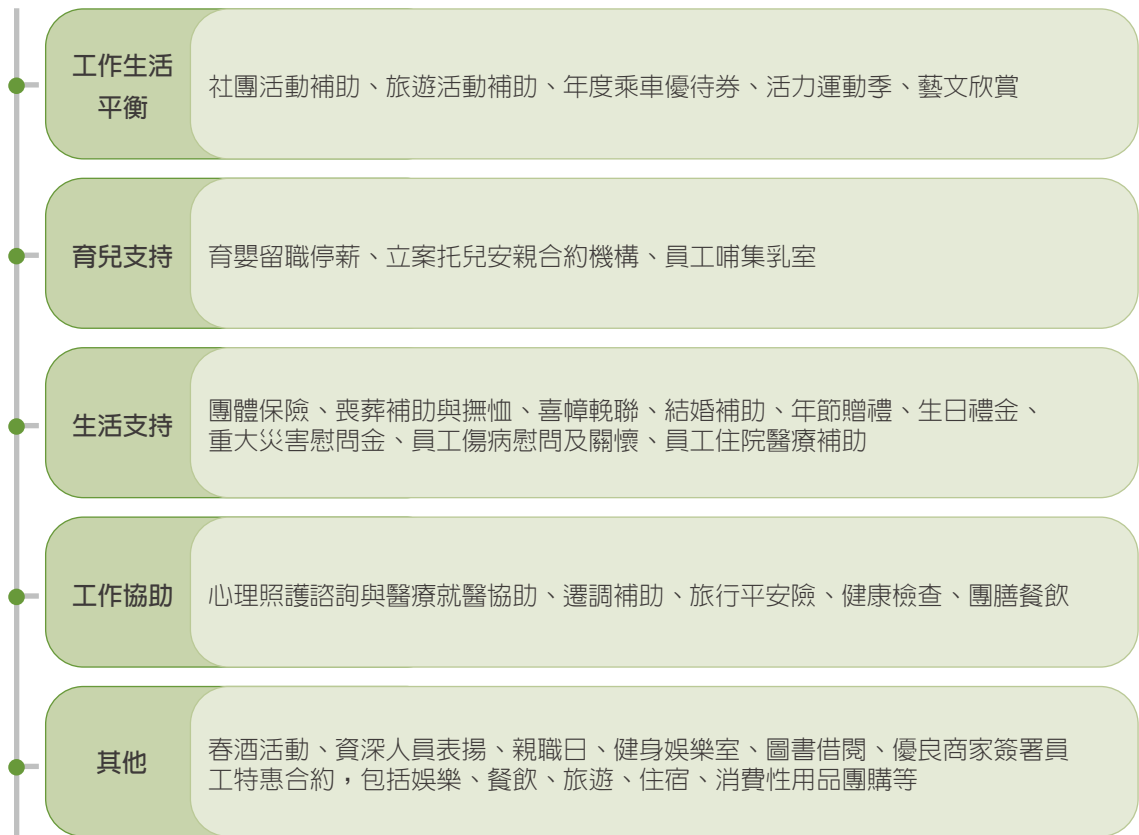 工作生活
平衡
社團活動補助、旅遊活動補助、年度乘車優待券、活力運動季、藝文欣賞
育兒支持
育嬰留職停薪、立案托兒安親合約機構、員工哺集乳室
生活支持
團體保險、喪葬補助與撫恤、喜幛輓聯、結婚補助、年節贈禮、生日禮金、
重大災害慰問金、員工傷病慰問及關懷、員工住院醫療補助
工作協助
心理照護諮詢與醫療就醫協助、遷調補助、旅行平安險、健康檢查、團膳餐飲
其他
春酒活動、資深人員表揚、親職日、健身娛樂室、圖書借閱、優良商家簽署員
工特惠合約，包括娛樂、餐飲、旅遊、住宿、消費性用品團購等